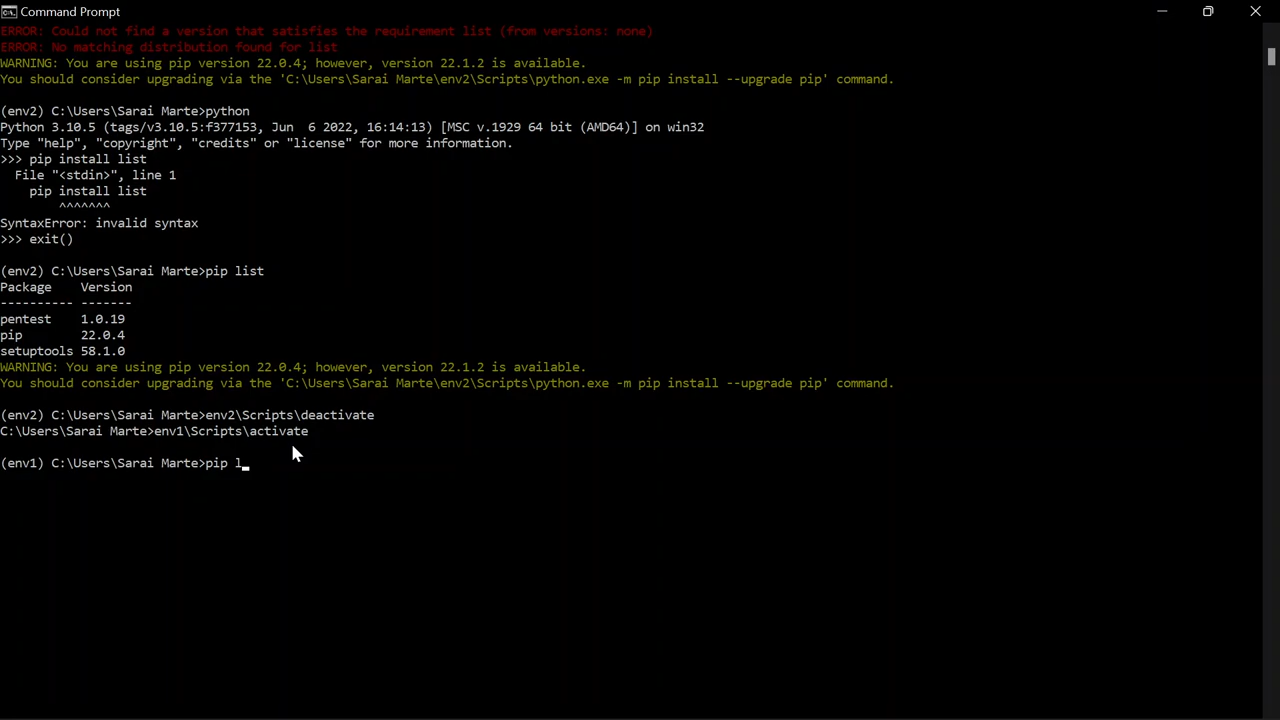 Command Prompt
ERROR: Could not find a version that satisfies the requirement list (from versions: none)
ERROR: No matching distribution found for list
WARNING: You are using pip version 22.0.4; however, version 22.1.2 is available.
You should consider upgrading via the 'C:\Users\Sarai Marte\env2\Scripts\python.exe -m pip install --upgrade pip' command.
(env2) C:\Users\Sarai Marte>python
Python 3.10.5 (tags/v3.10.5:f377153, Jun  6 2022, 16:14:13) [MSC v.1929 64 bit (AMD64)] on win32
Type "help", "copyright", "credits" or "license" for more information.
>>> pip install list
  File "<stdin>", line 1
    pip install list
        ^^^^^^^
SyntaxError: invalid syntax
>>> exit()
(env2) C:\Users\Sarai Marte>pip list
Package    Version
---------- -------
pentest    1.0.19
pip        22.0.4
setuptools 58.1.0
WARNING: You are using pip version 22.0.4; however, version 22.1.2 is available.
You should consider upgrading via the 'C:\Users\Sarai Marte\env2\Scripts\python.exe -m pip install --upgrade pip' command.
(env2) C:\Users\Sarai Marte>env2\Scripts\deactivate
C:\Users\Sarai Marte>env1\Scripts\activate
(env1) C:\Users\Sarai Marte>pip l_